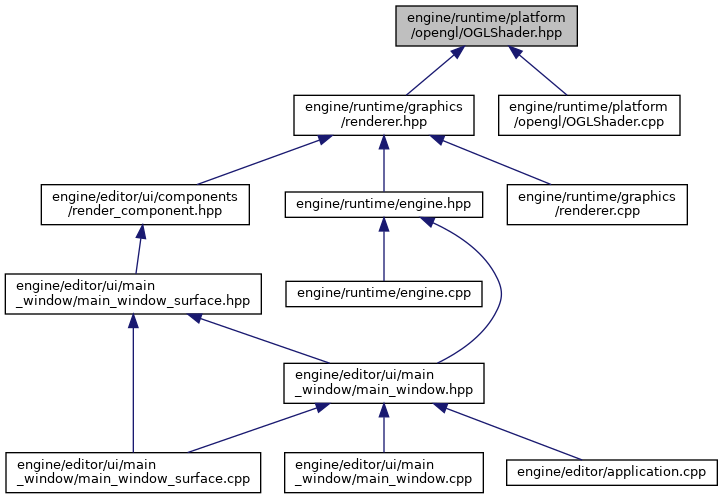 engine/runtime/platform
/opengl/OGLShader.hpp
engine/runtime/graphics
/renderer.hpp
engine/runtime/platform
/opengl/OGLShader.cpp
engine/editor/ui/components
/render_component.hpp
engine/runtime/engine.hpp
engine/runtime/graphics
/renderer.cpp
engine/editor/ui/main
_window/main_window_surface.hpp
engine/runtime/engine.cpp
engine/editor/ui/main
_window/main_window.hpp
engine/editor/ui/main
_window/main_window_surface.cpp
engine/editor/ui/main
_window/main_window.cpp
engine/editor/application.cpp